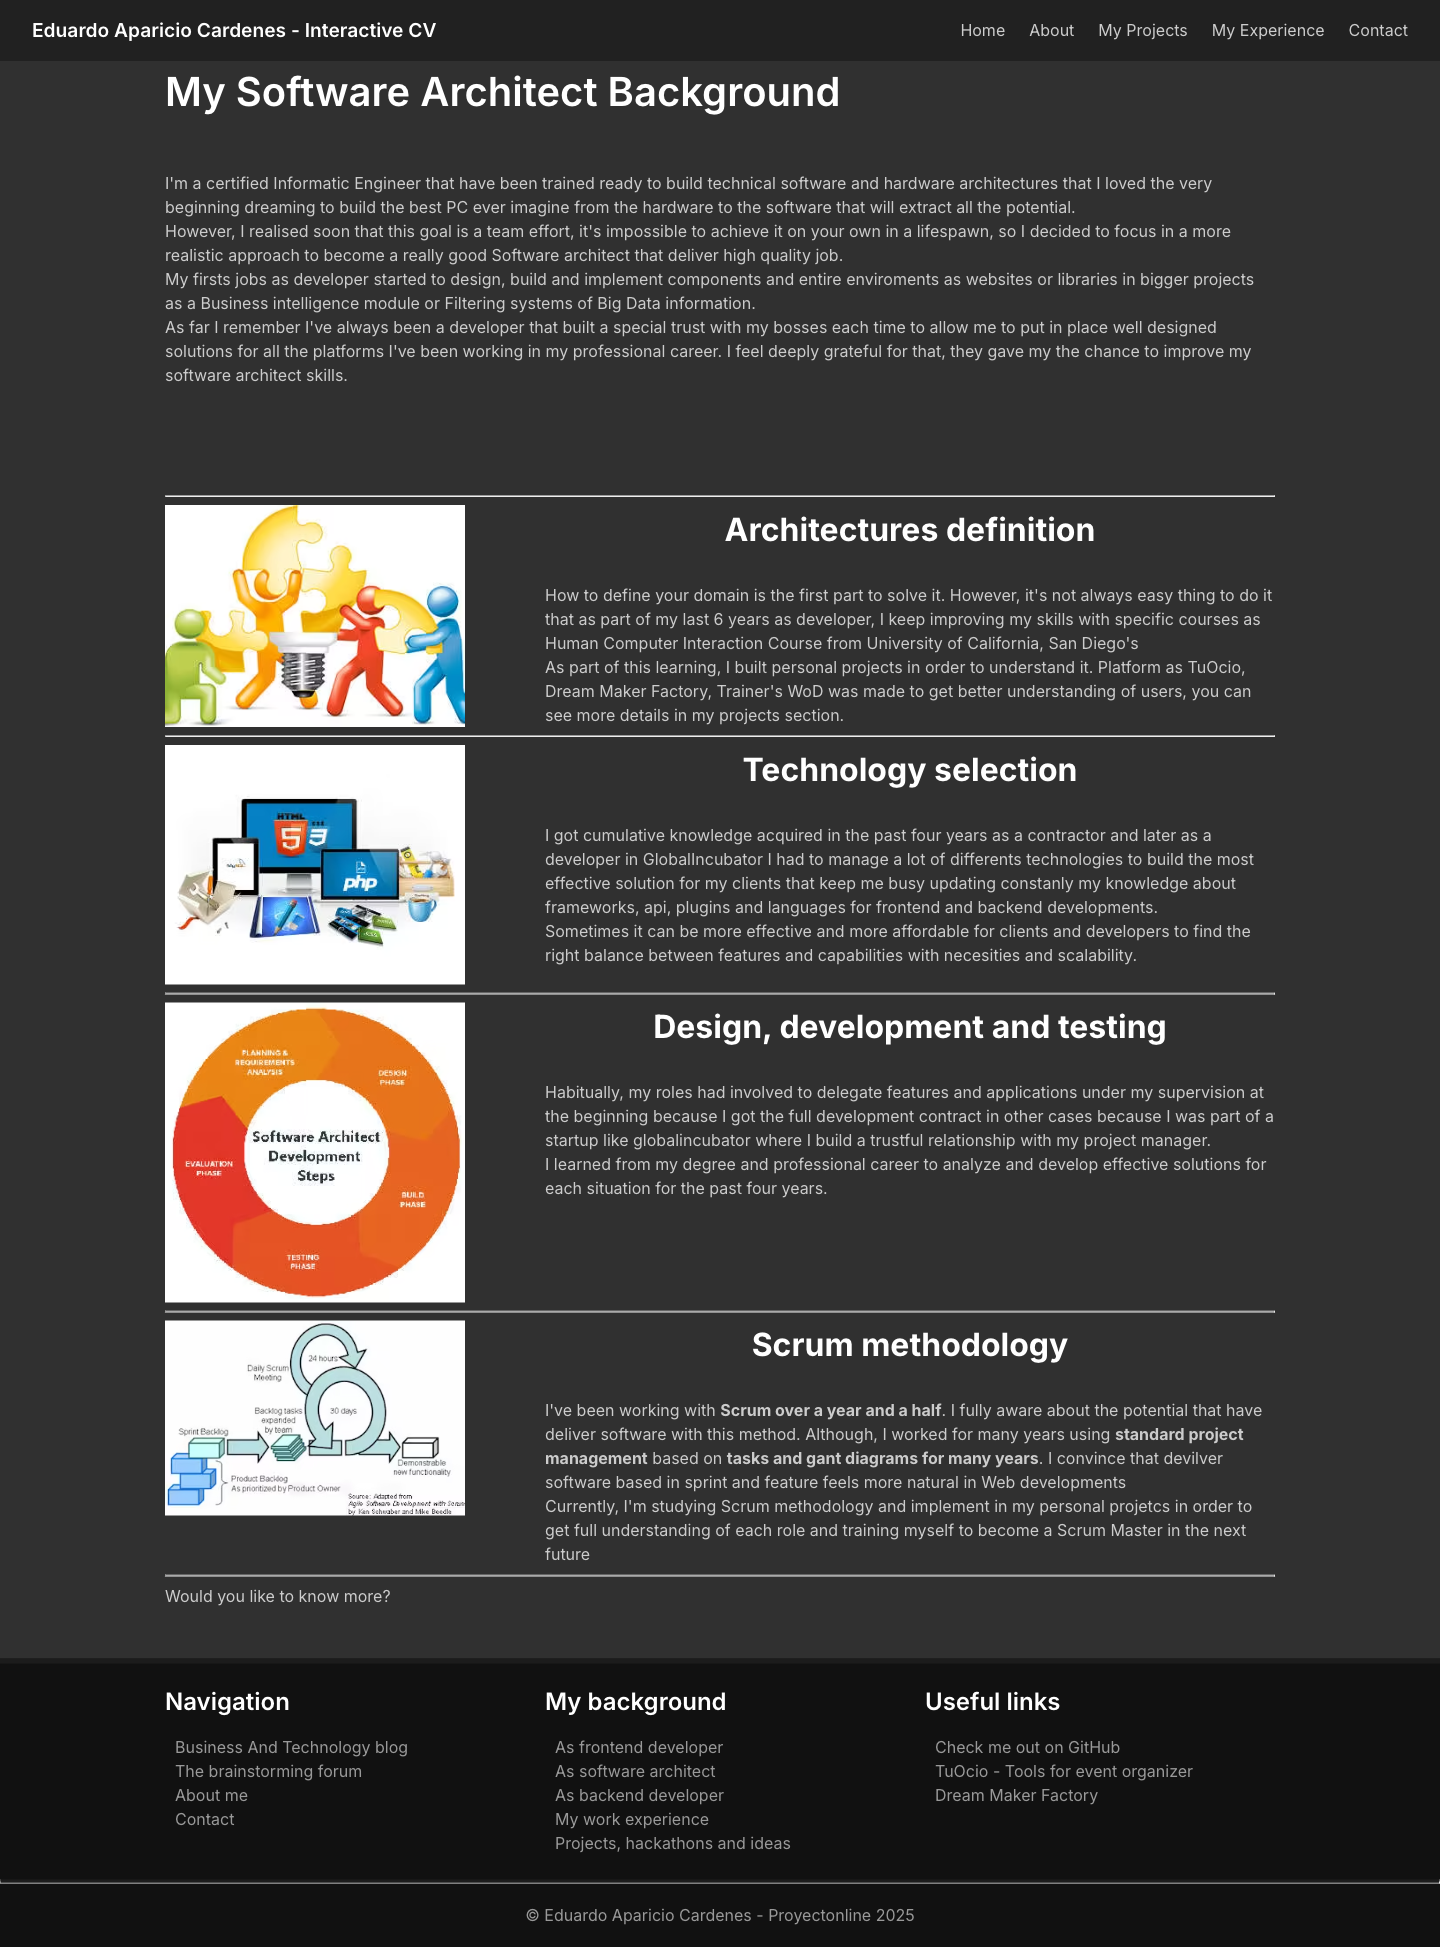 Eduardo Aparicio Cardenes - Interactive CV
Home
About
My Projects
My Experience
Contact
My Software Architect Background
I'm a certified Informatic Engineer that have been trained ready to build technical software and hardware architectures that I loved the very
beginning dreaming to build the best PC ever imagine from the hardware to the software that will extract all the potential.
However, I realised soon that this goal is a team effort, it's impossible to achieve it on your own in a lifespawn, so I decided to focus in a more
realistic approach to become a really good Software architect that deliver high quality job.
My firsts jobs as developer started to design, build and implement components and entire enviroments as websites or libraries in bigger projects
as a Business intelligence module or Filtering systems of Big Data information.
As far I remember I've always been a developer that built a special trust with my bosses each time to allow me to put in place well designed
solutions for all the platforms I've been working in my professional career. I feel deeply grateful for that, they gave my the chance to improve my
software architect skills.
Architectures definition
How to define your domain is the first part to solve it. However, it's not always easy thing to do it
that as part of my last 6 years as developer, I keep improving my skills with specific courses as
Human Computer Interaction Course from University of California, San Diego's
As part of this learning, I built personal projects in order to understand it. Platform as TuOcio,
Dream Maker Factory, Trainer's WoD was made to get better understanding of users, you can
see more details in my projects section.
HTML
5 3
php
Technology selection
I got cumulative knowledge acquired in the past four years as a contractor and later as a
developer in GlobalIncubator I had to manage a lot of differents technologies to build the most
effective solution for my clients that keep me busy updating constanly my knowledge about
frameworks, api, plugins and languages for frontend and backend developments.
Sometimes it can be more effective and more affordable for clients and developers to find the
right balance between features and capabilities with necesities and scalability.
PLANNING &
REQUIREMENTS
ANALYSIS
DESIGN
PHASE
Software Architect
Development
Steps
EVALUATION
PHASE
BUILD
PHASE
TESTING
PHASE
Design, development and testing
Habitually, my roles had involved to delegate features and applications under my supervision at
the beginning because I got the full development contract in other cases because I was part of a
startup like globalincubator where I build a trustful relationship with my project manager.
I learned from my degree and professional career to analyze and develop effective solutions for
each situation for the past four years.
24 hours
Daily Scrum
Meeting
Backlog tasks
expanded
by team
30 days
Sprint Backlog
Demonstrable
new functionality
Product Backlog
As prioritized by Product Owner
Source: Adapted from
Agile Software Development with Scrum
by Ken Schwaber and Mike Beedle
Scrum methodology
I've been working with Scrum over a year and a half. I fully aware about the potential that have
deliver software with this method. Although, I worked for many years using standard project
management based on tasks and gant diagrams for many years. I convince that devilver
software based in sprint and feature feels more natural in Web developments
Currently, I'm studying Scrum methodology and implement in my personal projetcs in order to
get full understanding of each role and training myself to become a Scrum Master in the next
future
Would you like to know more?
Navigation
Business And Technology blog
The brainstorming forum
About me
Contact
My background
As frontend developer
As software architect
As backend developer
My work experience
Projects, hackathons and ideas
Useful links
Check me out on GitHub
TuOcio - Tools for event organizer
Dream Maker Factory
© Eduardo Aparicio Cardenes - Proyectonline 2025